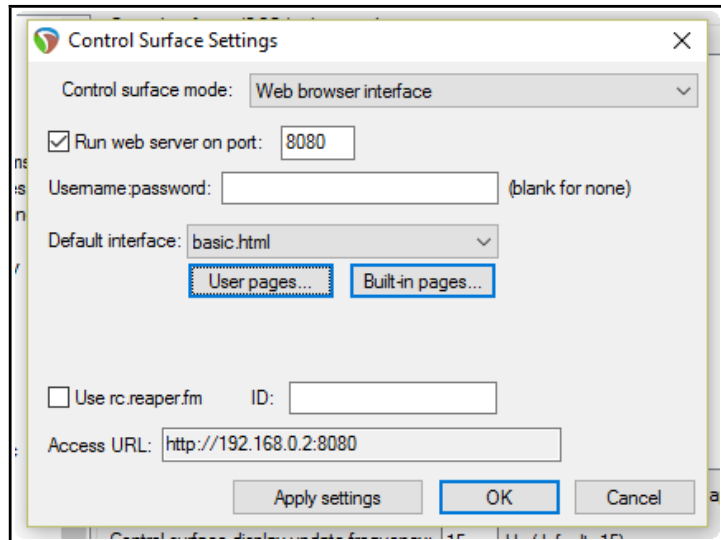 Control Surface Settings
Control surface mode: Web browser interface
Run web server on port: 8080
Username:password: (blank for none)
Default interface: basic.html
User pages... Built-in pages...
Use rc.reaper.fm ID:
Access URL: http://192.168.0.2:8080
Apply settings OK Cancel